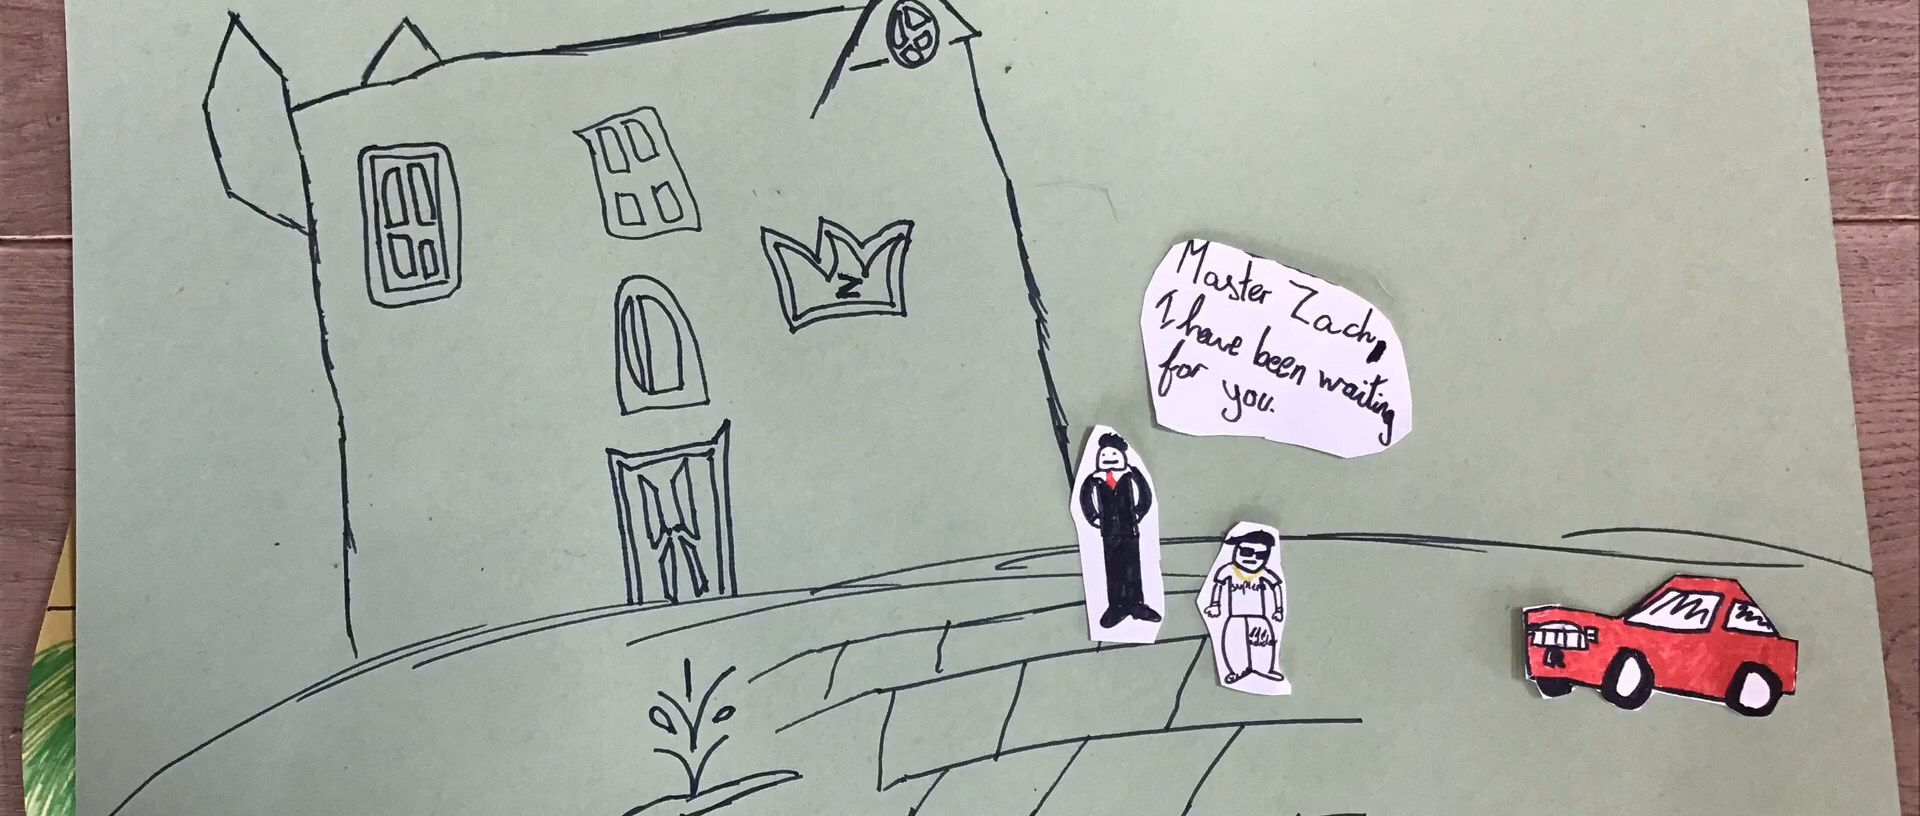 Z
Master Zach,
I have been waiting
for you.
R